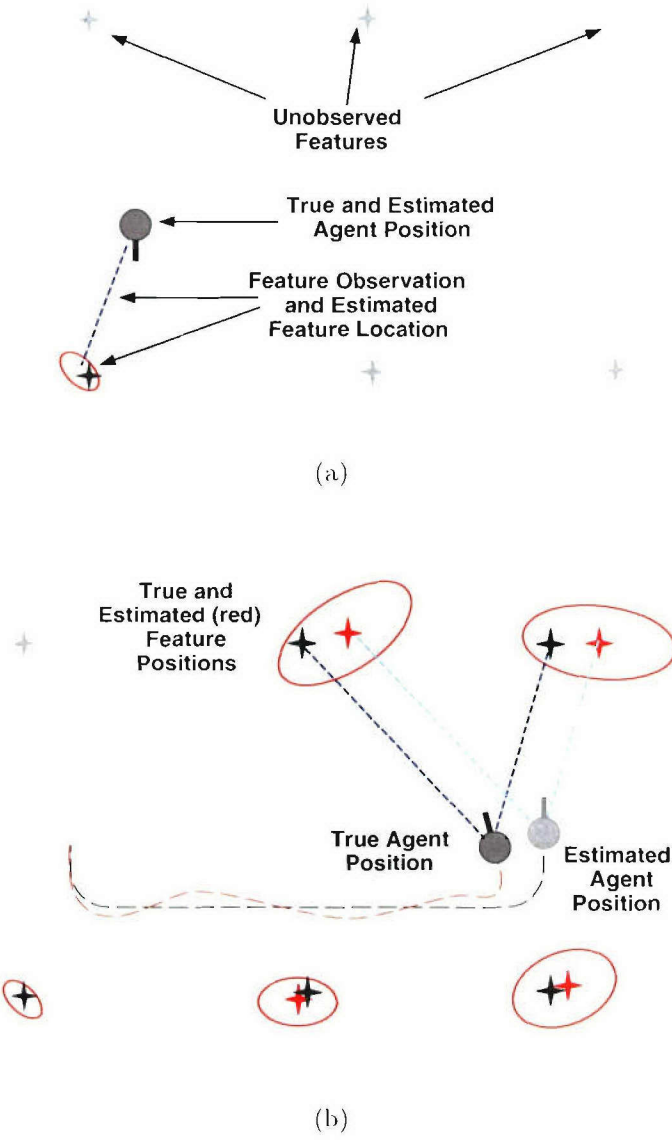 Unobserved
Features
True and Estimated
Agent Position
Feature Observation
and Estimated
Feature Location
(a)
True and
Estimated (red)
Feature
Positions
True Agent
Position
Estimated
Agent
Position
(b)